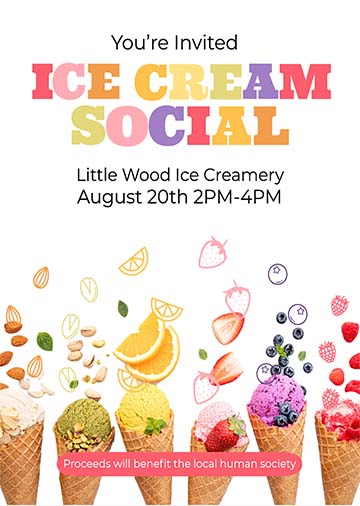 You're Invited
ICE CREAM
SOCIAL
Little Wood Ice Creamery
August 20th 2PM-4PM
Proceeds will benefit the local human society